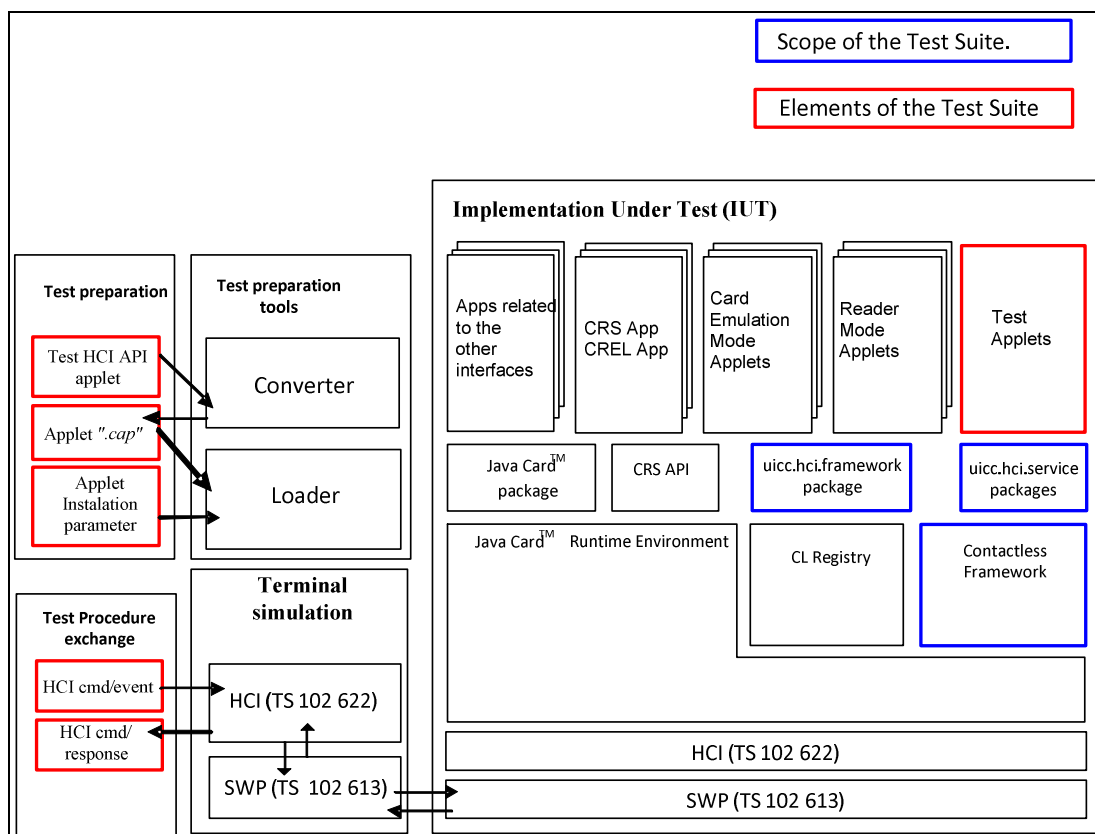 Scope of the Test Suite.
Elements of the Test Suite
Implementation Under Test (IUT)
Apps related
to the
other
interfaces
CRS App
CREL App
Card
Emulation
Mode
Applets
Reader
Mode
Applets
Test
Applets
Java Card™
package
CRS API
uicc.hci.framework
package
uicc.hci.service
packages
Java Card™ Runtime Environment
CL Registry
Contactless
Framework
HCI (TS 102 622)
SWP (TS 102 613)
Test preparation
Test HCI API
applet
Applet ".cap"
Applet
Instalation
parameter
Test preparation
tools
Converter
Loader
Test Procedure
exchange
HCI cmd/event
HCI cmd/
response
Terminal
simulation
HCI (TS 102 622)
SWP (TS 102 613)